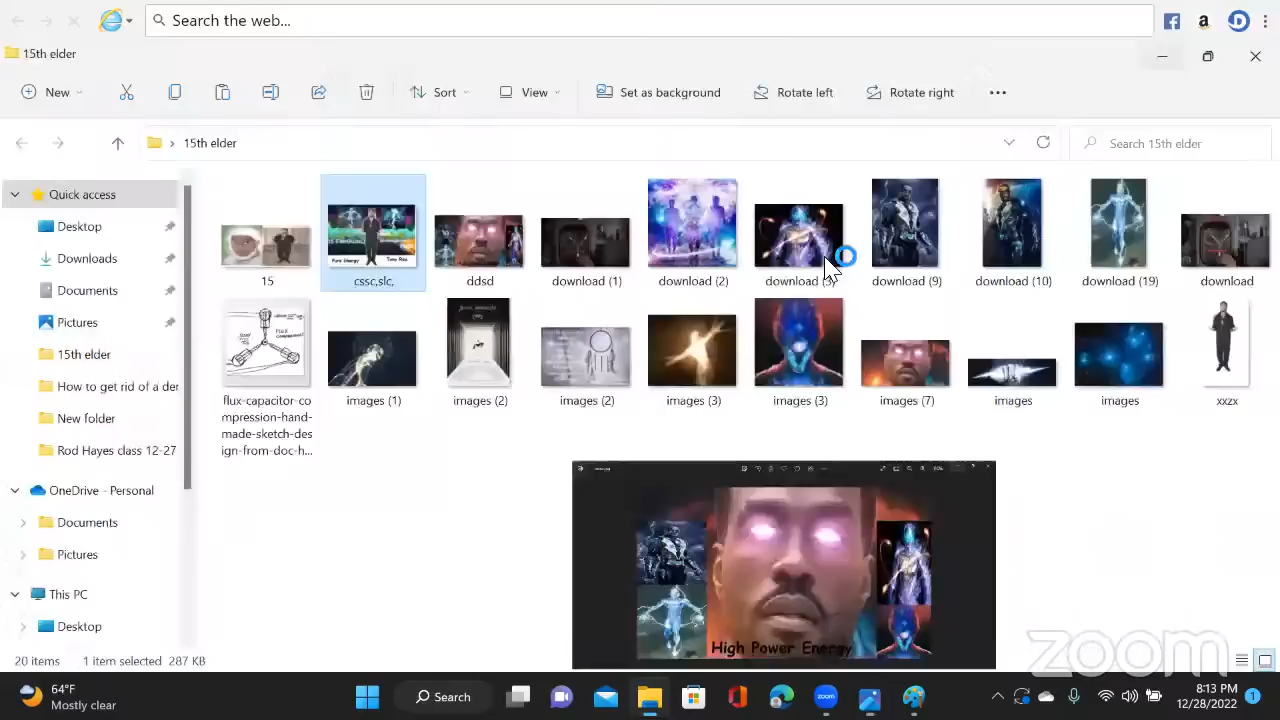 Search the web...
15th elder
New
Sort
View
Set as background
Rotate left
Rotate right
15th elder
Search 15th elder
Quick access
Desktop
Downloads
Documents
Pictures
15th elder
How to get rid of a der
New folder
Rod Hayes class 12-27
OneDrive - Personal
Documents
Pictures
This PC
Desktop
Pure Energy
15
cssc,slc,
ddsd
download (1)
download (2)
download (3)
download (9)
download (10)
download (19)
download
flux-capacitor-co
mpression-hand-
made-sketch-des
ign-from-doc-h...
images (1)
images (2)
images (2)
images (3)
images (3)
images (7)
images
images
xxzx
High Power Energy
zoom
20 items
1 item selected 287 KB
64°F
Mostly clear
Search
zoom
8:13 PM
12/28/2022
1